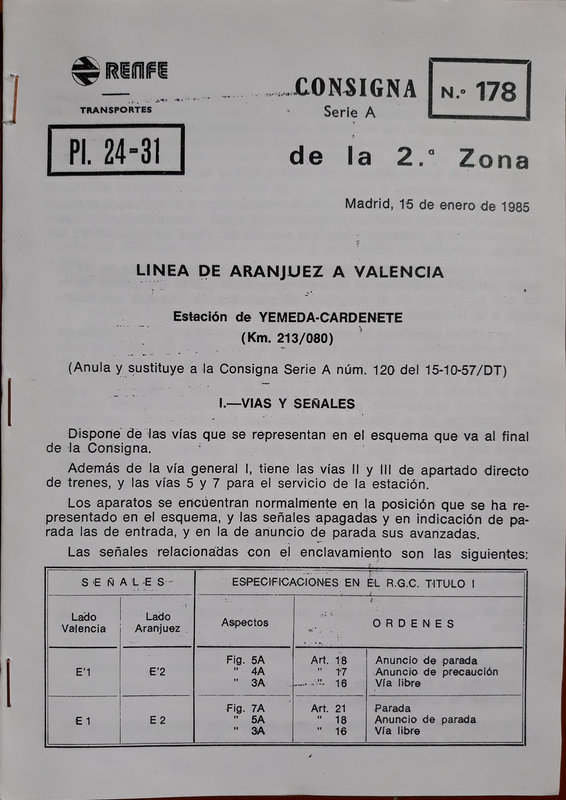 RENFE
TRANSPORTES
CONSIGNA
Serie A
N.º 178
Pl. 24-31
de la 2.ª Zona
Madrid, 15 de enero de 1985
LINEA DE ARANJUEZ A VALENCIA
Estación de YEMEDA-CARDENETE
(Km. 213/080)
(Anula y sustituye a la Consigna Serie A núm. 120 del 15-10-57/DT)
I.—VIAS Y SEÑALES
Dispone de las vías que se representan en el esquema que va al final
de la Consigna.
Además de la vía general I, tiene las vías II y III de apartado directo
de trenes, y las vías 5 y 7 para el servicio de la estación.
Los aparatos se encuentran normalmente en la posición que se ha re-
presentado en el esquema, y las señales apagadas y en indicación de pa-
rada las de entrada, y en la de anuncio de parada sus avanzadas.
Las señales relacionadas con el enclavamiento son las siguientes:
SEÑALES ESPECIFICACIONES EN EL R.G.C. TITULO I
Lado Valencia Lado Aranjuez Aspectos ORDENES
E'1 E'2 Fig. 5A Art. 18 Anuncio de parada
" 4A " 17 Anuncio de precaución
" 3A " 16 Vía libre
E 1 E 2 Fig. 7A Art. 21 Parada
" 5A " 18 Anuncio de parada
" 3A " 16 Vía libre